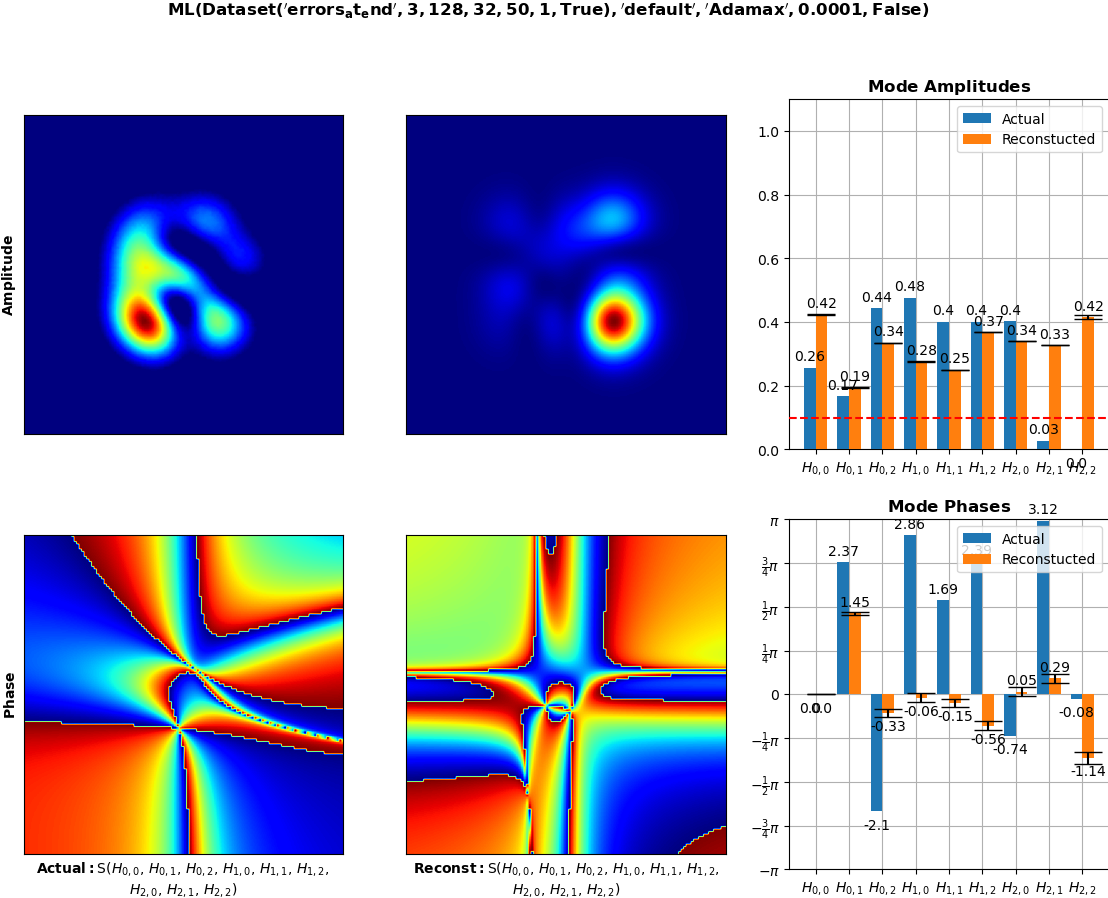 ML(Dataset('errors_at_end', 3, 128, 32, 50, 1, True), 'default', 'Adamax', 0.0001, False)
Amplitude
Mode Amplitudes
Actual
Reconstucted
1.0
0.8
0.6
0.4
0.2
0.0
0.26 0.42 0.17 0.19 0.44 0.34 0.48 0.28 0.4 0.25 0.4 0.37 0.4 0.34 0.03 0.33 0.0 0.42
H0,0 H0,1 H0,2 H1,0 H1,1 H1,2 H2,0 H2,1 H2,2
Phase
Mode Phases
Actual
Reconstucted
π
3/4π
1/2π
1/4π
0
−1/4π
−1/2π
−3/4π
−π
0.0 0.0 2.37 1.45 -2.1 -0.33 2.86 -0.06 1.69 -0.15 2.39 -0.56 -0.74 0.05 3.12 0.29 -0.08 -1.14
H0,0 H0,1 H0,2 H1,0 H1,1 H1,2 H2,0 H2,1 H2,2
Actual: S(H0,0, H0,1, H0,2, H1,0, H1,1, H1,2,
H2,0, H2,1, H2,2)
Reconst: S(H0,0, H0,1, H0,2, H1,0, H1,1, H1,2,
H2,0, H2,1, H2,2)